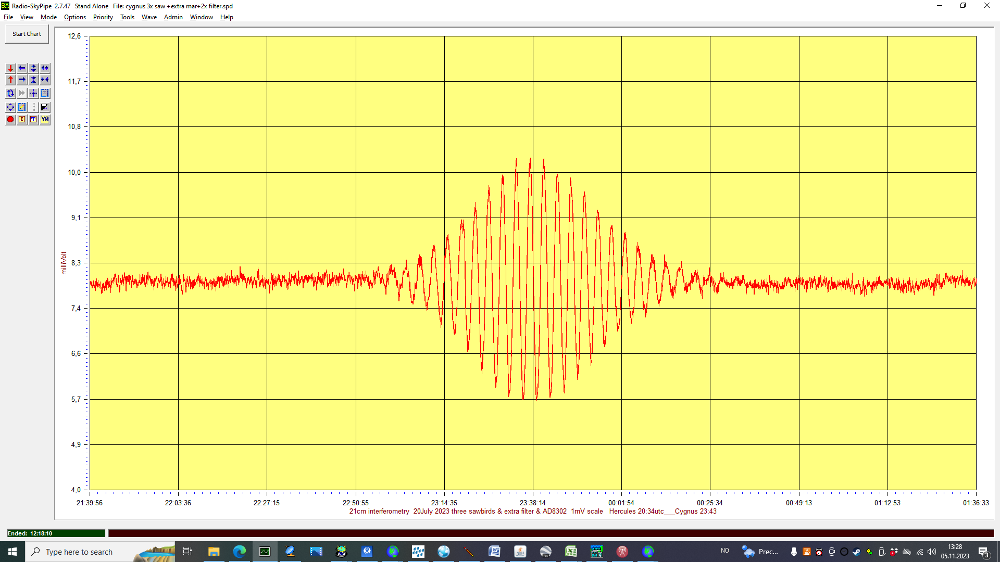 Radio-SkyPipe 2.7.47 Stand Alone File: cygnus 3x saw +extra mar+2x filter.spd
File View Mode Options Priority Tools Wave Admin Window Help
Start Chart
12,6
11,7
10,8
10,0
9,1
8,3
7,4
6,6
5,7
4,9
4,0
milliVolt
21:39:56 22:03:36 22:27:15 22:50:55 23:14:35 23:38:14 00:01:54 00:25:34 00:49:13 01:12:53 01:36:33
21cm interferometry 20July 2023 three sawbirds & extra filter & AD8302 1mV scale Hercules 20:34utc___Cygnus 23:43
Ended: 12:18:10
Type here to search
NO
Prec...
13:28
05.11.2023
3